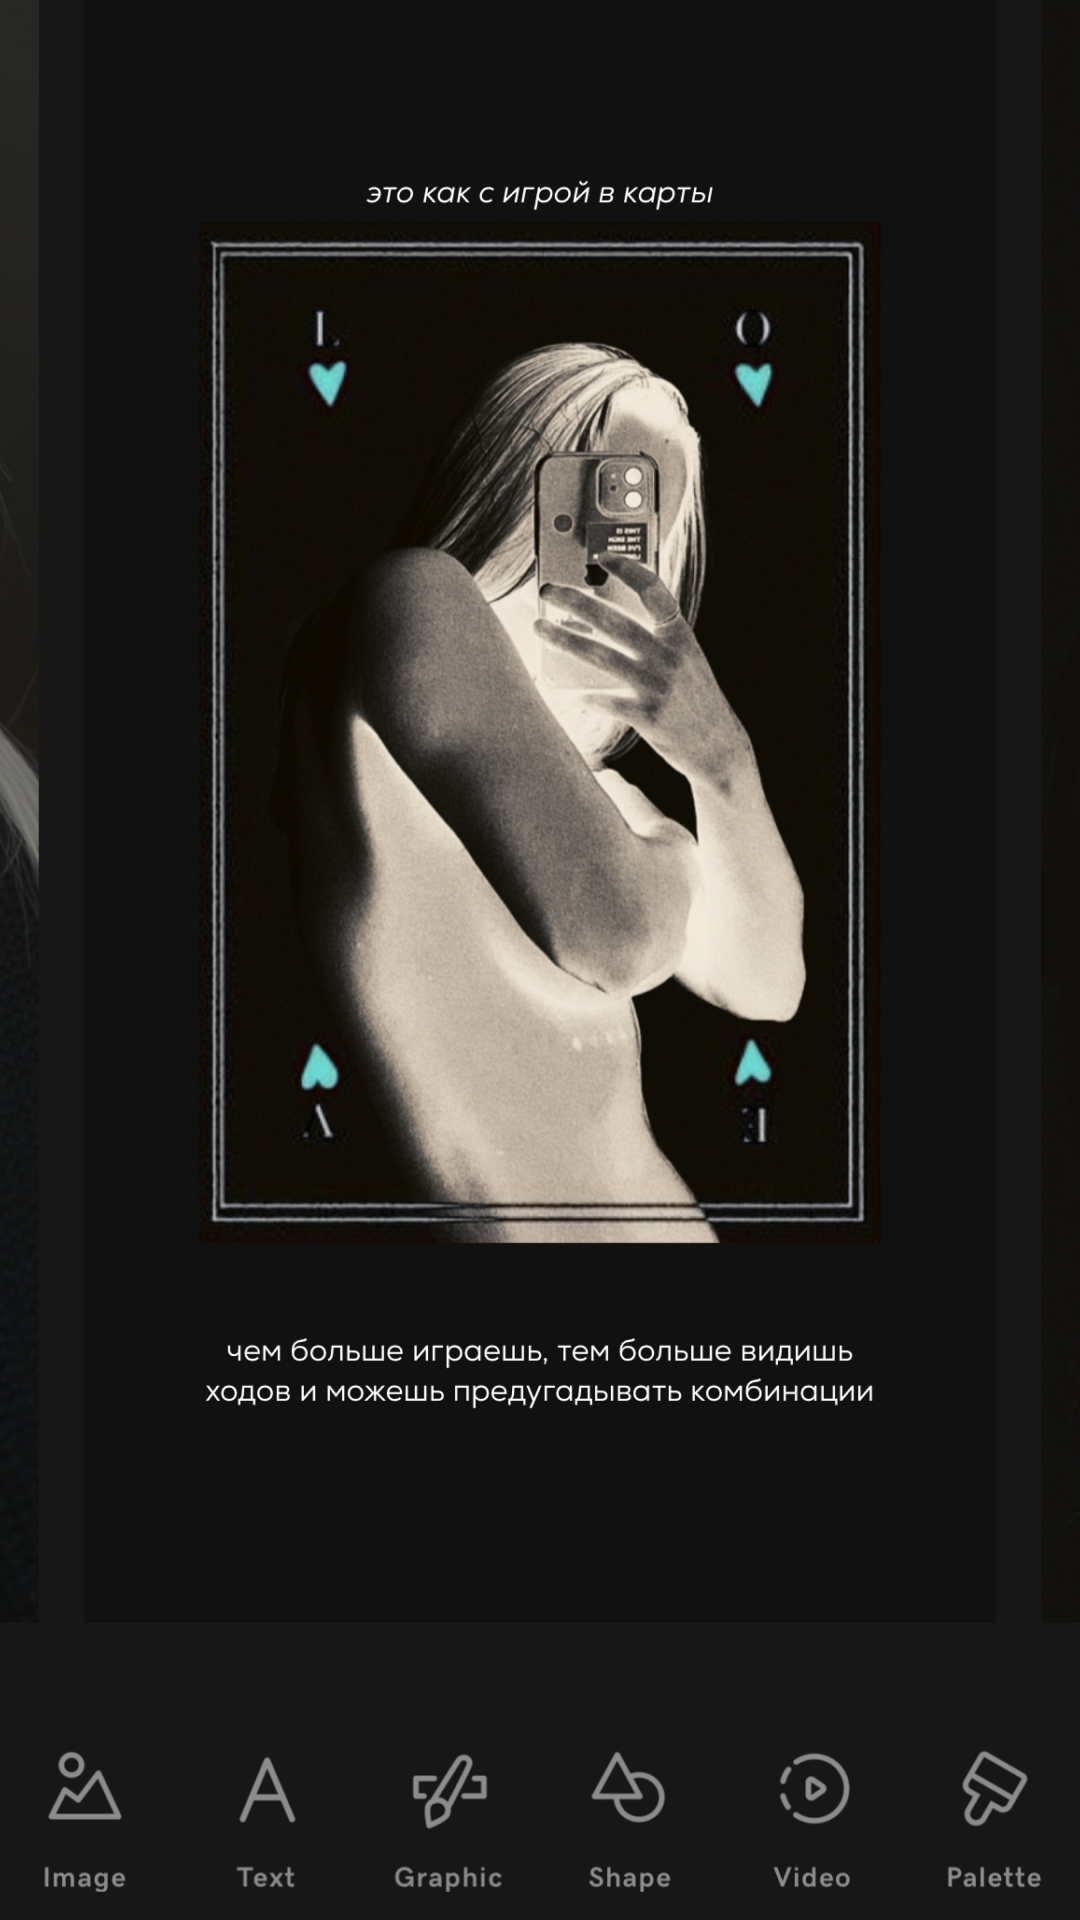 это как с игрой в карты
L
O
V
E
чем больше играешь, тем больше видишь
ходов и можешь предугадывать комбинации
Image
Text
Graphic
Shape
Video
Palette